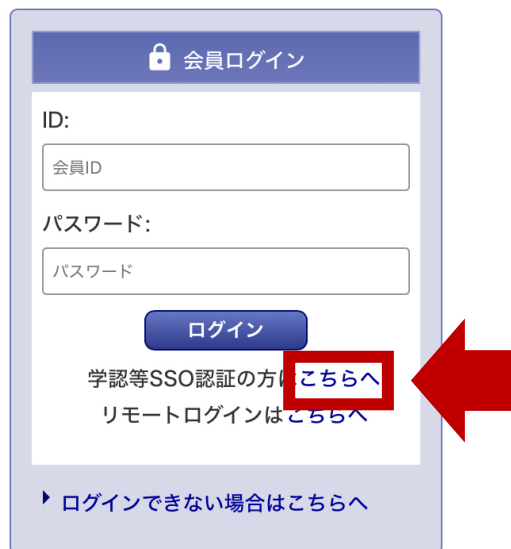 会員ログイン
ID:
会員ID
パスワード:
パスワード
ログイン
学認等SSO認証の方はこちらへ
リモートログインはこちらへ
ログインできない場合はこちらへ